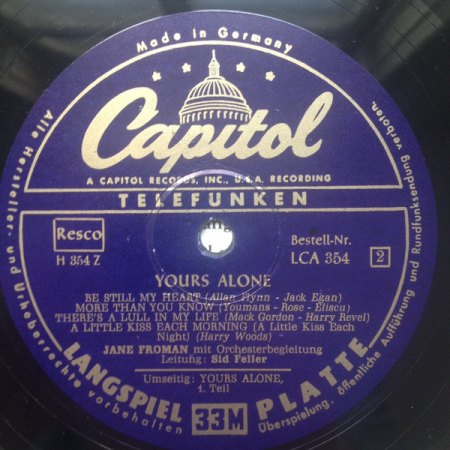 Made in Germany
Capitol
A CAPITOL RECORDS, INC., U.S.A. RECORDING
TELEFUNKEN
Resco
H 354 Z
Bestell-Nr.
LCA 354
2
YOURS ALONE
BE STILL MY HEART (Allan Flynn - Jack Egan)
MORE THAN YOU KNOW (Youmans - Rose - Eliscu)
THERE'S A LULL IN MY LIFE (Mack Gordon - Harry Revel)
A LITTLE KISS EACH MORNING (A Little Kiss Each
Night) (Harry Woods)
JANE FROMAN mit Orchesterbegleitung
Leitung: Sid Feller
Umseitig: YOURS ALONE,
1. Teil
LANGSPIEL 33M PLATTE
Alle Hersteller- und Urheberrechte vorbehalten
Überspielung, öffentliche Aufführung und Rundfunksendung verboten.